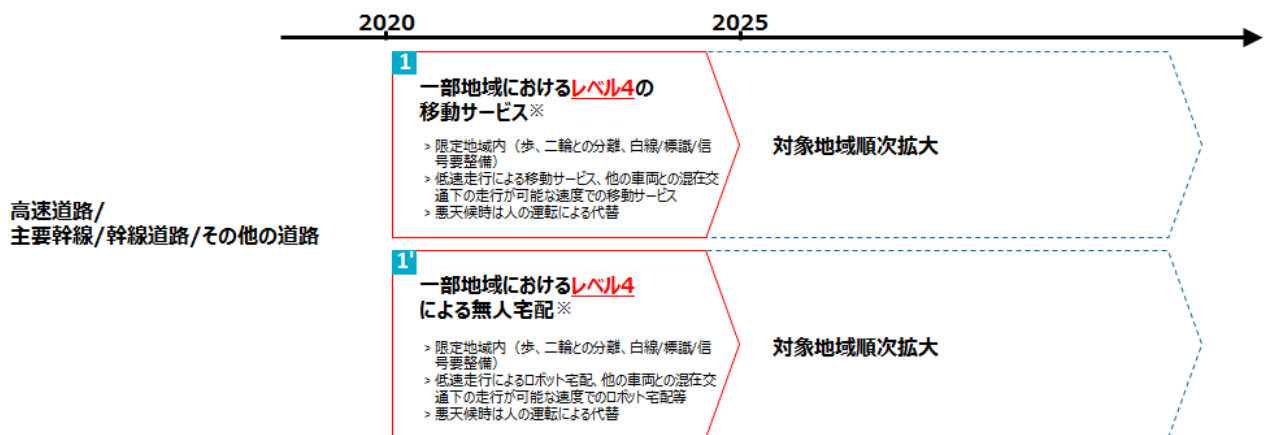 2020
2025
1
一部地域におけるレベル4の
移動サービス※
> 限定地域内（歩、二輪との分離、白線/標識/信
号要整備）
> 低速走行による移動サービス、他の車両との混在交
通下の走行が可能な速度での移動サービス
> 悪天候時は人の運転による代替
対象地域順次拡大
高速道路/
主要幹線/幹線道路/その他の道路
1'
一部地域におけるレベル4
による無人宅配※
> 限定地域内（歩、二輪との分離、白線/標識/信
号要整備）
> 低速走行によるロボット宅配、他の車両との混在交
通下の走行が可能な速度でのロボット宅配等
> 悪天候時は人の運転による代替
対象地域順次拡大